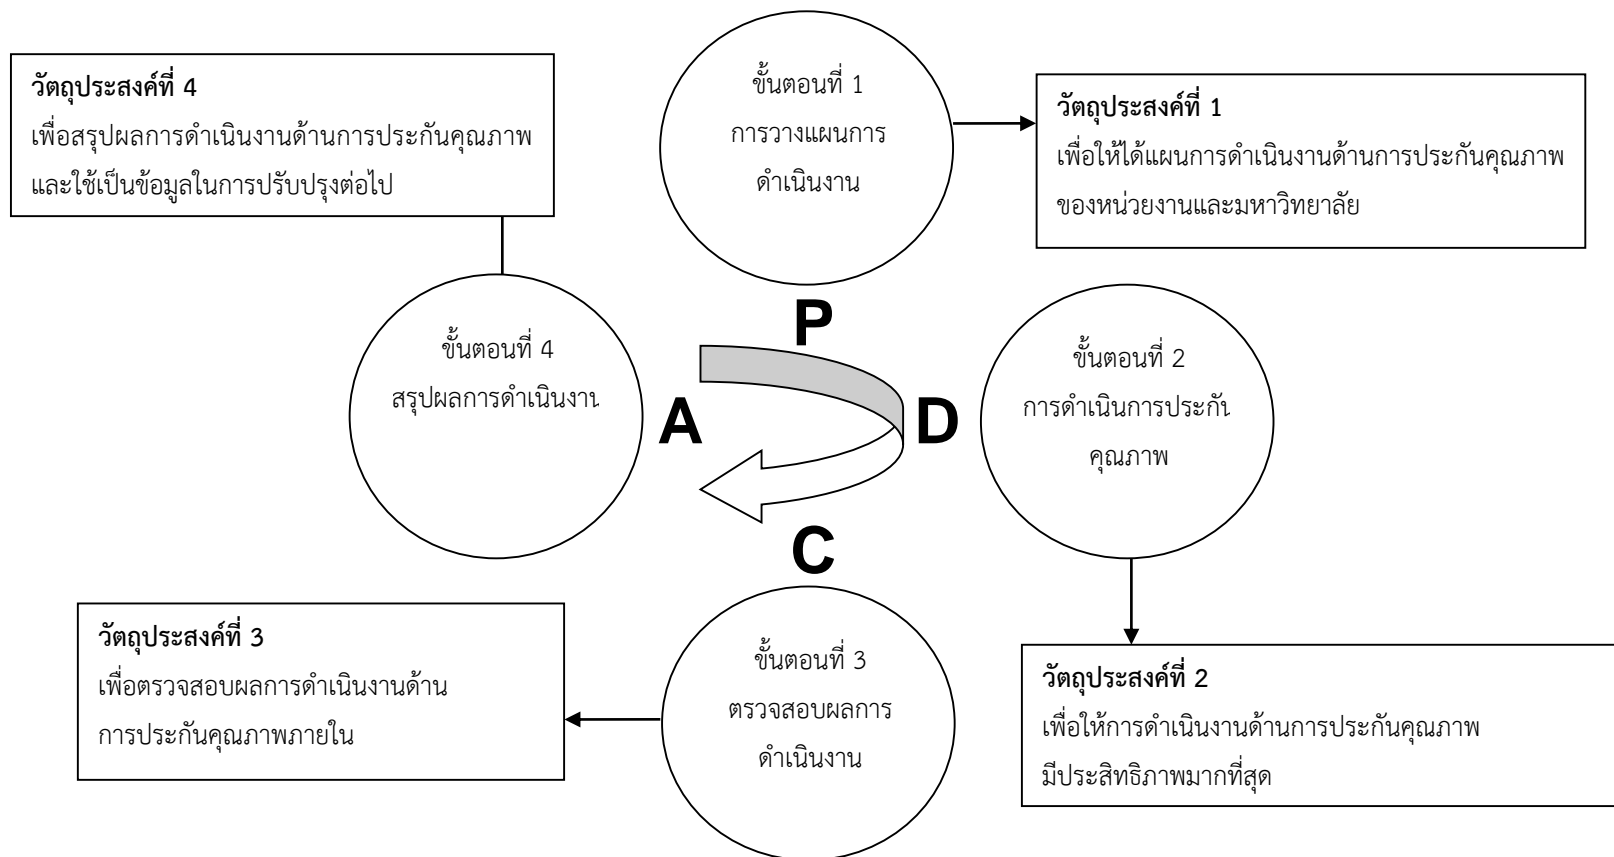 ขั้นตอนที่ 1
การวางแผนการ
ดำเนินงาน
วัตถุประสงค์ที่ 1
เพื่อให้ได้แผนการดำเนินงานด้านการประกันคุณภาพ
ของหน่วยงานและมหาวิทยาลัย
วัตถุประสงค์ที่ 4
เพื่อสรุปผลการดำเนินงานด้านการประกันคุณภาพ
และใช้เป็นข้อมูลในการปรับปรุงต่อไป
P
ขั้นตอนที่ 4
สรุปผลการดำเนินงาน
A
D
ขั้นตอนที่ 2
การดำเนินการประกัน
คุณภาพ
C
วัตถุประสงค์ที่ 3
เพื่อตรวจสอบผลการดำเนินงานด้าน
การประกันคุณภาพภายใน
ขั้นตอนที่ 3
ตรวจสอบผลการ
ดำเนินงาน
วัตถุประสงค์ที่ 2
เพื่อให้การดำเนินงานด้านการประกันคุณภาพ
มีประสิทธิภาพมากที่สุด